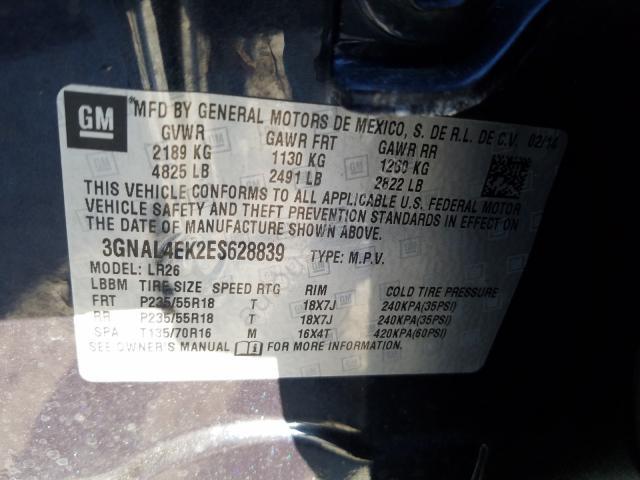 GM
*MFD BY GENERAL MOTORS DE MEXICO, S. DE R.L. DE C.V. 02/14
GVWR GAWR FRT GAWR RR
2189 KG 1130 KG 1280 KG
4825 LB 2491 LB 2822 LB
THIS VEHICLE CONFORMS TO ALL APPLICABLE U.S. FEDERAL MOTOR
VEHICLE SAFETY AND THEFT PREVENTION STANDARDS IN EFFECT ON
THE DATE OF MANUFACTURE SHOWN ABOVE.
3GNAL4EK2ES628839 TYPE: M.P.V.
MODEL: LR26
LBBM TIRE SIZE SPEED RTG RIM COLD TIRE PRESSURE
FRT P235/55R18 T 18X7J 240KPA(35PSI)
RR P235/55R18 T 18X7J 240KPA(35PSI)
SPA T135/70R16 M 16X4T 420KPA(60PSI)
SEE OWNER'S MANUAL FOR MORE INFORMATION.